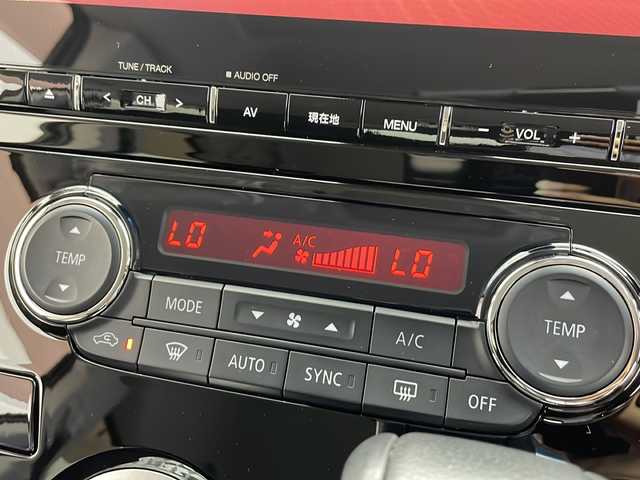 TUNE / TRACK
■ AUDIO OFF
< CH >
AV
現在地
MENU
- VOL +
LO
A/C
LO
TEMP
TEMP
MODE
A/C
AUTO
SYNC
OFF